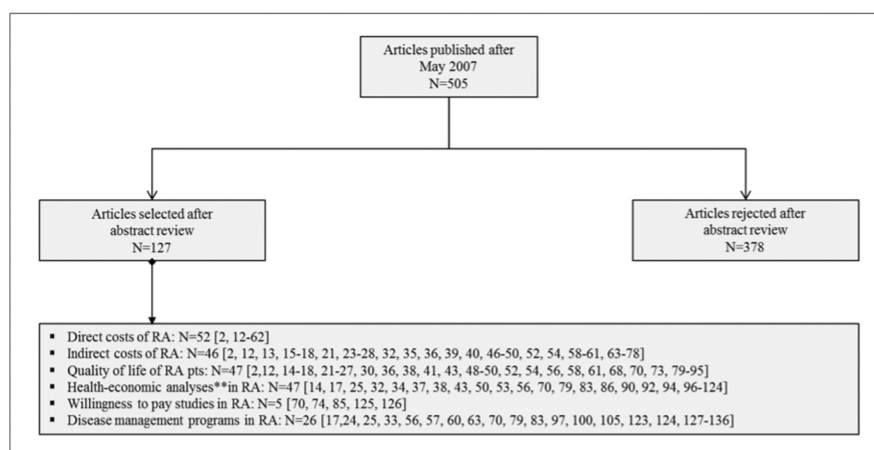 Articles published after
May 2007
N=505
Articles selected after
abstract review
N=127
Articles rejected after
abstract review
N=378
▪ Direct costs of RA: N=52 [2, 12-62]
▪ Indirect costs of RA: N=46 [2, 12, 13, 15-18, 21, 23-28, 32, 35, 36, 39, 40, 46-50, 52, 54, 58-61, 63-78]
▪ Quality of life of RA pts: N=47 [2,12, 14-18, 21-27, 30, 36, 38, 41, 43, 48-50, 52, 54, 56, 58, 61, 68, 70, 73, 79-95]
▪ Health-economic analyses**in RA: N=47 [14, 17, 25, 32, 34, 37, 38, 43, 50, 53, 56, 70, 79, 83, 86, 90, 92, 94, 96-124]
▪ Willingness to pay studies in RA: N=5 [70, 74, 85, 125, 126]
▪ Disease management programs in RA: N=26 [17,24, 25, 33, 56, 57, 60, 63, 70, 79, 83, 97, 100, 105, 123, 124, 127-136]